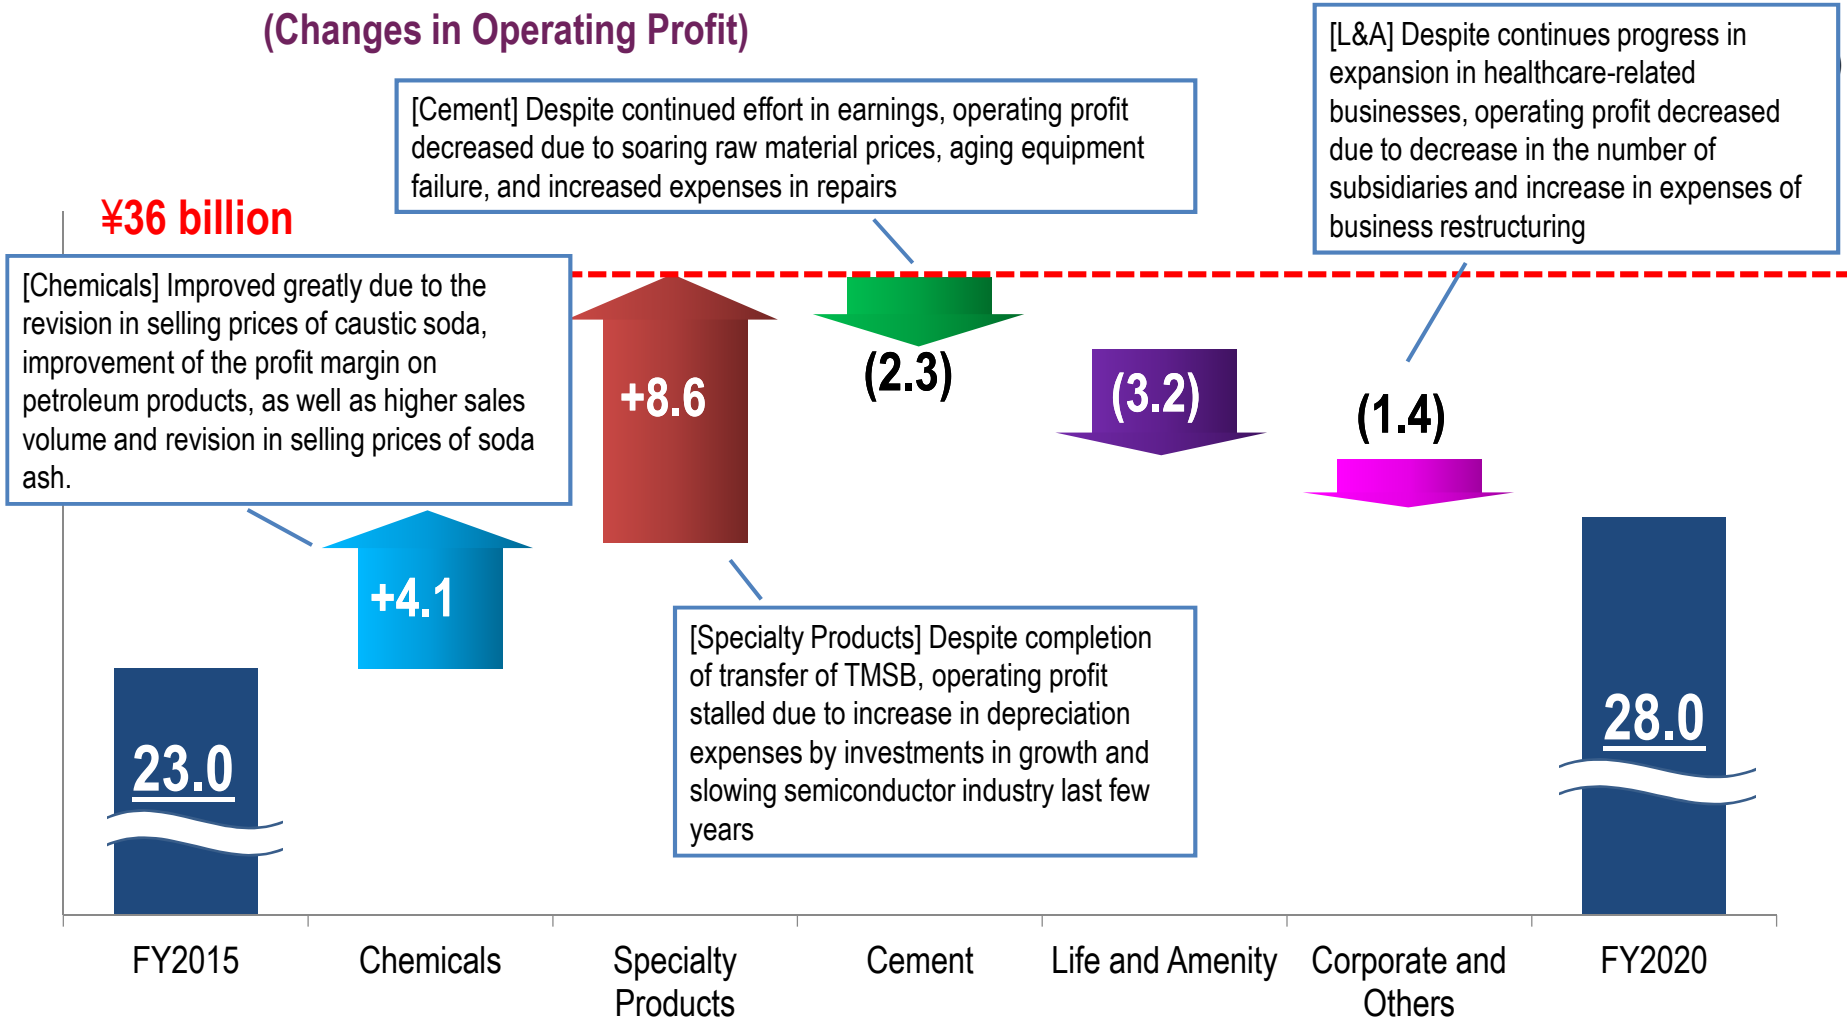 (Changes in Operating Profit)
[L&A] Despite continues progress in
expansion in healthcare-related
businesses, operating profit decreased
due to decrease in the number of
subsidiaries and increase in expenses of
business restructuring
)
[Cement] Despite continued effort in earnings, operating profit
decreased due to soaring raw material prices, aging equipment
failure, and increased expenses in repairs
¥36 billion
[Chemicals] Improved greatly due to the
revision in selling prices of caustic soda,
improvement of the profit margin on
petroleum products, as well as higher sales
volume and revision in selling prices of soda
ash.
+4.1
+8.6
(2.3)
(3.2)
(1.4)
[Specialty Products] Despite completion
of transfer of TMSB, operating profit
stalled due to increase in depreciation
expenses by investments in growth and
slowing semiconductor industry last few
years
23.0
28.0
FY2015
Chemicals
Specialty
Products
Cement
Life and Amenity
Corporate and
Others
FY2020